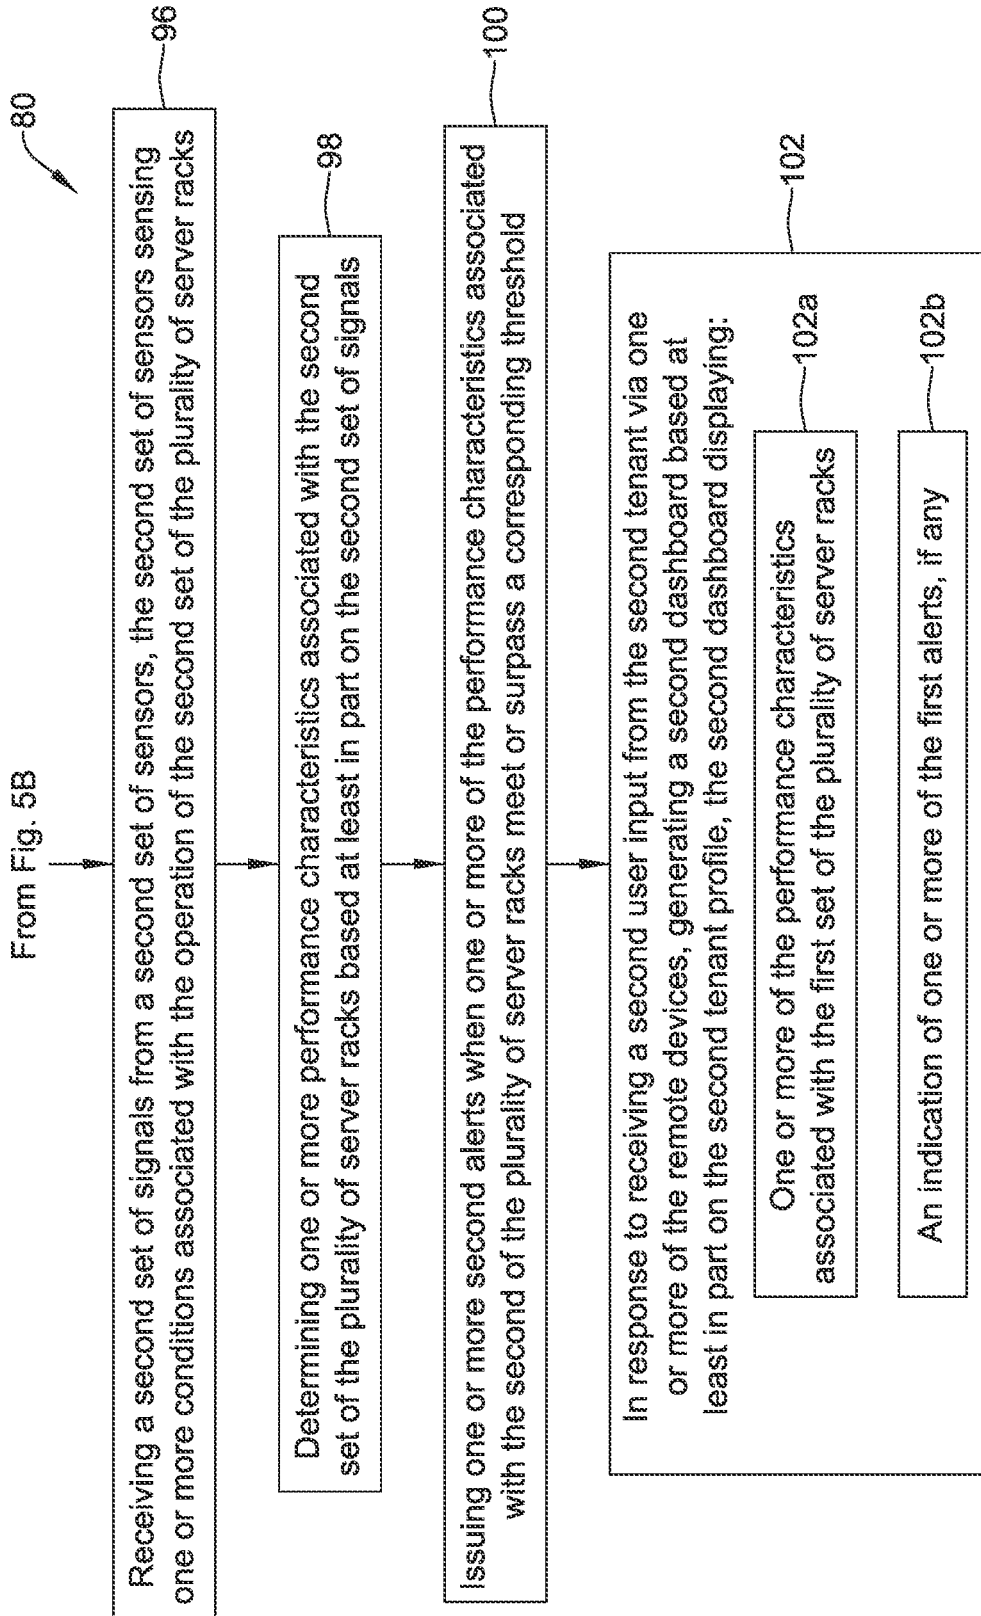 From Fig. 5B
80
Receiving a second set of signals from a second set of sensors, the second set of sensors sensing
one or more conditions associated with the operation of the second set of the plurality of server racks
96
Determining one or more performance characteristics associated with the second
set of the plurality of server racks based at least in part on the second set of signals
98
Issuing one or more second alerts when one or more of the performance characteristics associated
with the second of the plurality of server racks meet or surpass a corresponding threshold
100
In response to receiving a second user input from the second tenant via one
or more of the remote devices, generating a second dashboard based at
least in part on the second tenant profile, the second dashboard displaying:
102
One or more of the performance characteristics
associated with the first set of the plurality of server racks
102a
An indication of one or more of the first alerts, if any
102b